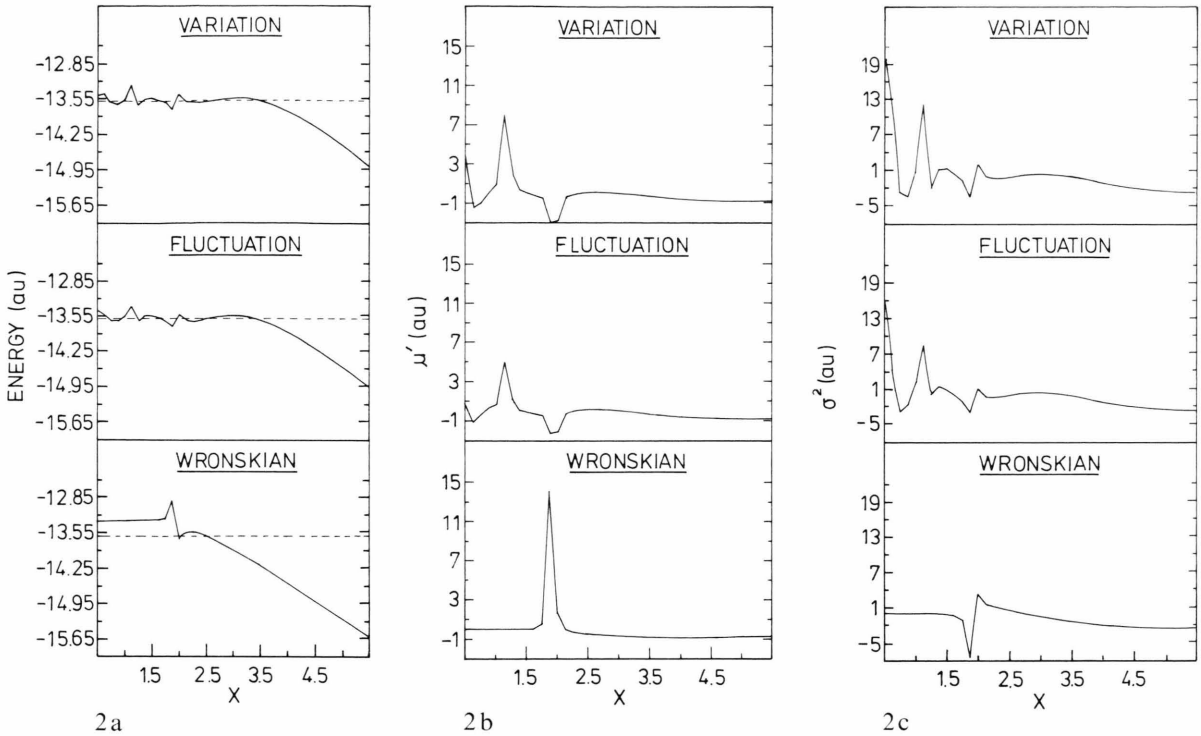 VARIATION
-12.85
-13.55
-14.25
-14.95
-15.65
FLUCTUATION
-12.85
-13.55
-14.25
-14.95
-15.65
WRONSKIAN
-12.85
-13.55
-14.25
-14.95
-15.65
ENERGY (au)
1.5 2.5 3.5 4.5
X
2a
VARIATION
15
11
7
3
-1
FLUCTUATION
15
11
7
3
-1
WRONSKIAN
15
11
7
3
-1
μ' (au)
1.5 2.5 3.5 4.5
X
2b
VARIATION
19
13
7
1
-5
FLUCTUATION
19
13
7
1
-5
WRONSKIAN
19
13
7
1
-5
σ² (au)
1.5 2.5 3.5 4.5
X
2c